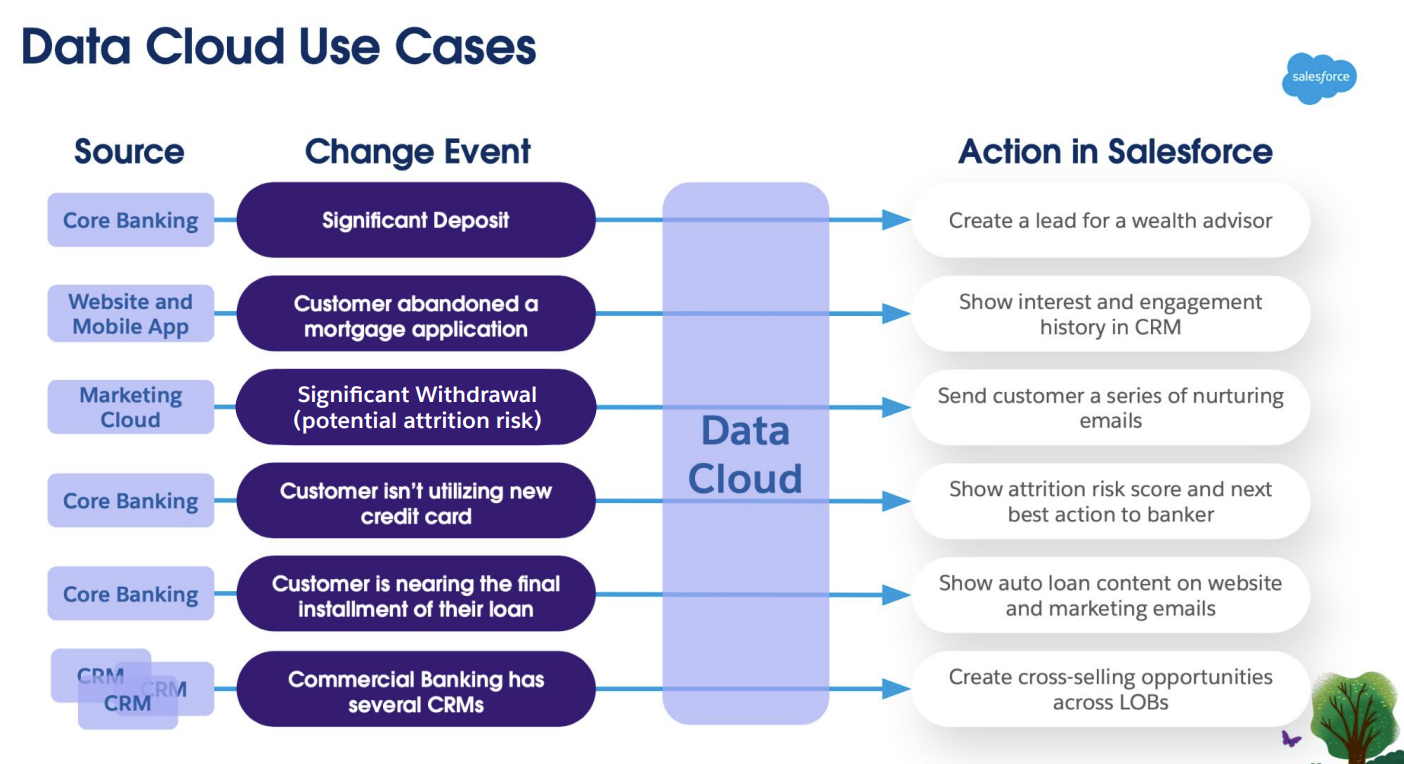 Data Cloud Use Cases
salesforce
Source
Change Event
Action in Salesforce
Core Banking
Significant Deposit
Create a lead for a wealth advisor
Website and
Mobile App
Customer abandoned a
mortgage application
Show interest and engagement
history in CRM
Marketing
Cloud
Significant Withdrawal
(potential attrition risk)
Send customer a series of nurturing
emails
Data
Cloud
Core Banking
Customer isn’t utilizing new
credit card
Show attrition risk score and next
best action to banker
Core Banking
Customer is nearing the final
installment of their loan
Show auto loan content on website
and marketing emails
CRM
CRM
CRM
Commercial Banking has
several CRMs
Create cross-selling opportunities
across LOBs